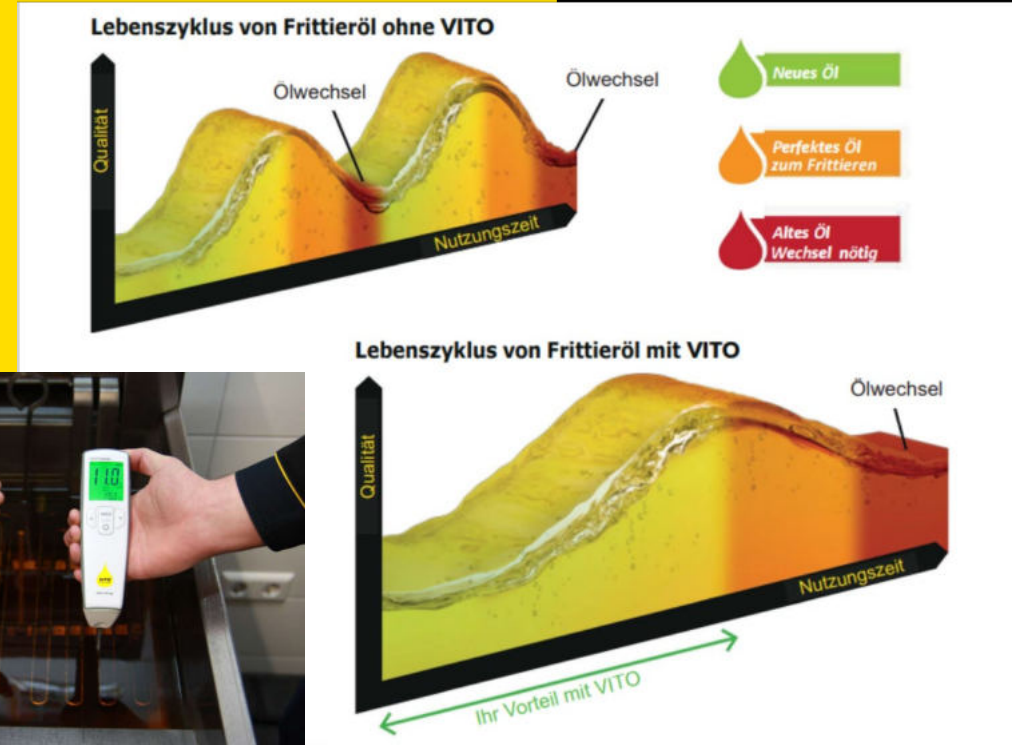 Lebenszyklus von Frittieröl ohne VITO
Qualität
Ölwechsel
Ölwechsel
Nutzungszeit
Neues Öl
Perfektes Öl
zum Frittieren
Altes Öl
Wechsel nötig
Lebenszyklus von Frittieröl mit VITO
Qualität
Ölwechsel
Nutzungszeit
Ihr Vorteil mit VITO
11.0
VITO